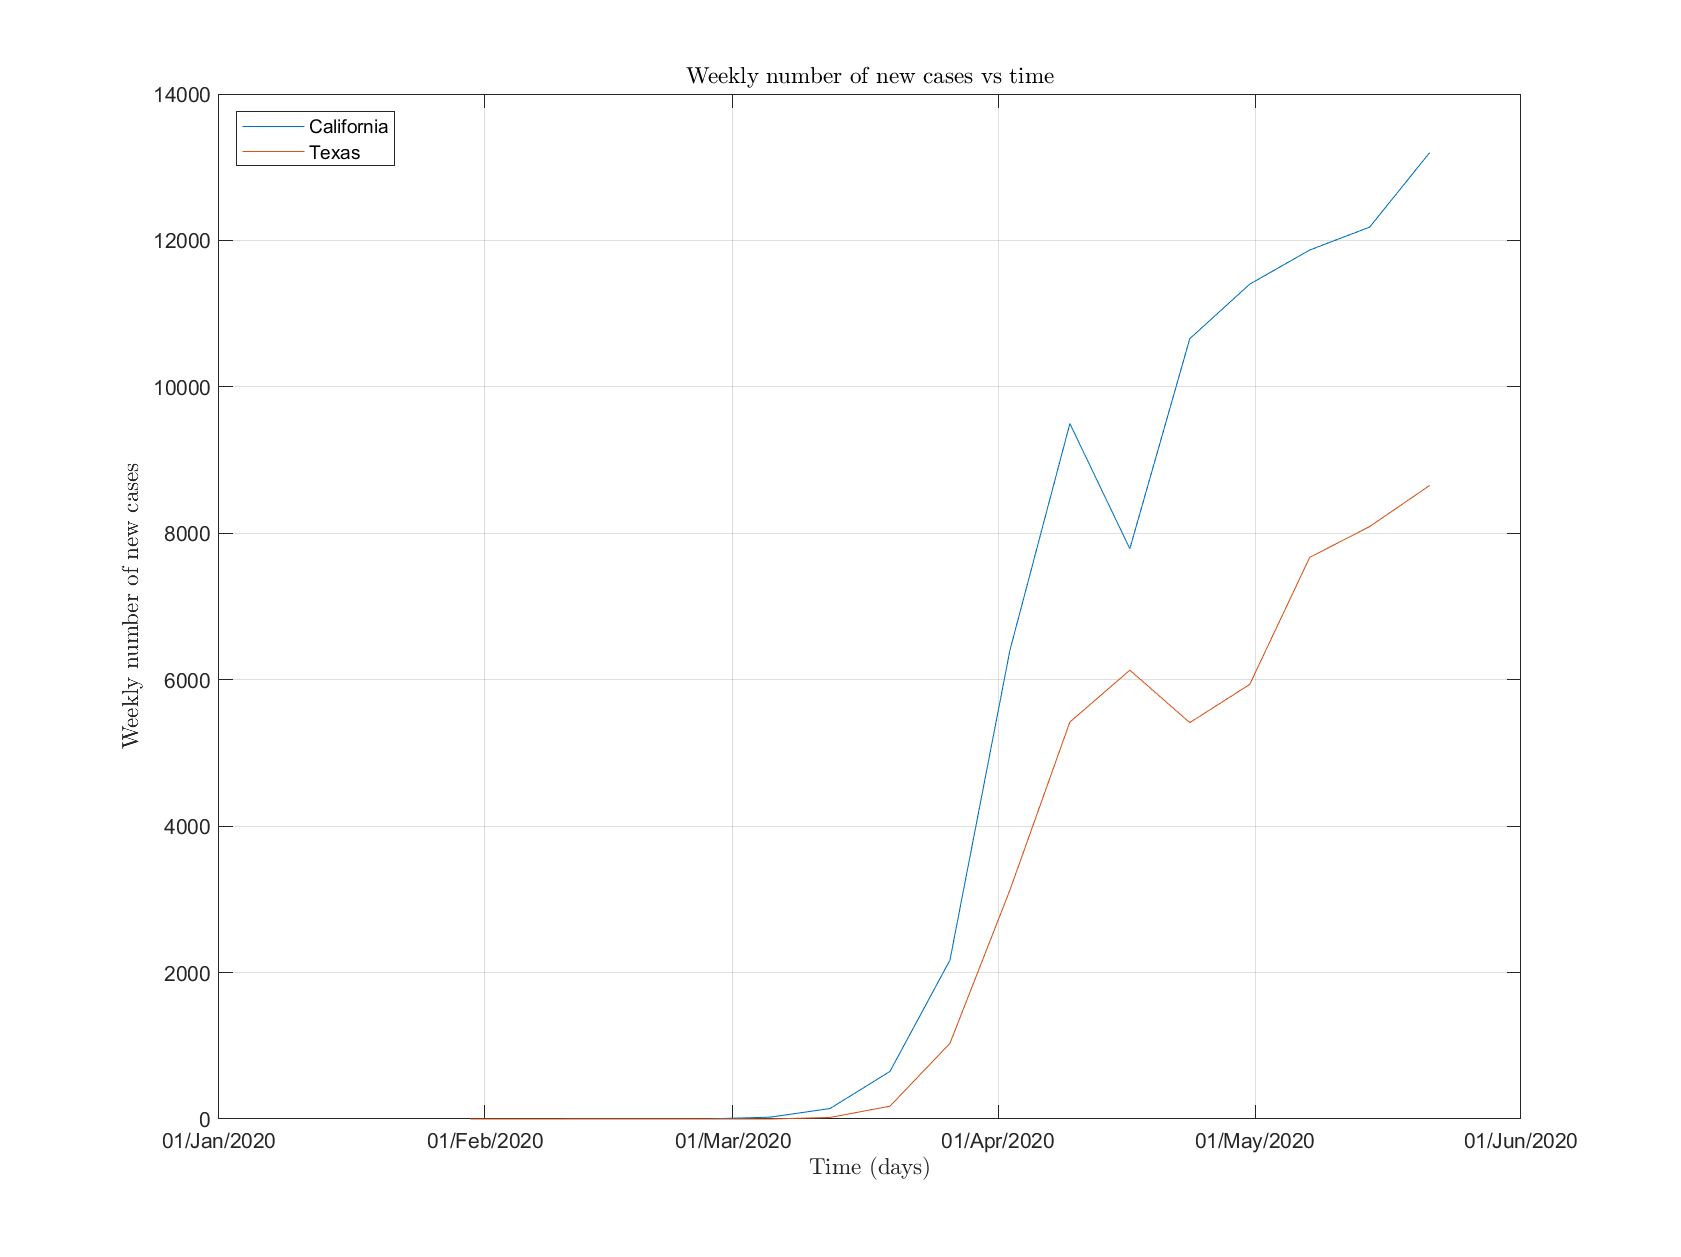 Weekly number of new cases vs time
14000
California
Texas
12000
10000
8000
6000
4000
2000
0
Weekly number of new cases
01/Jan/2020 01/Feb/2020 01/Mar/2020 01/Apr/2020 01/May/2020 01/Jun/2020
Time (days)